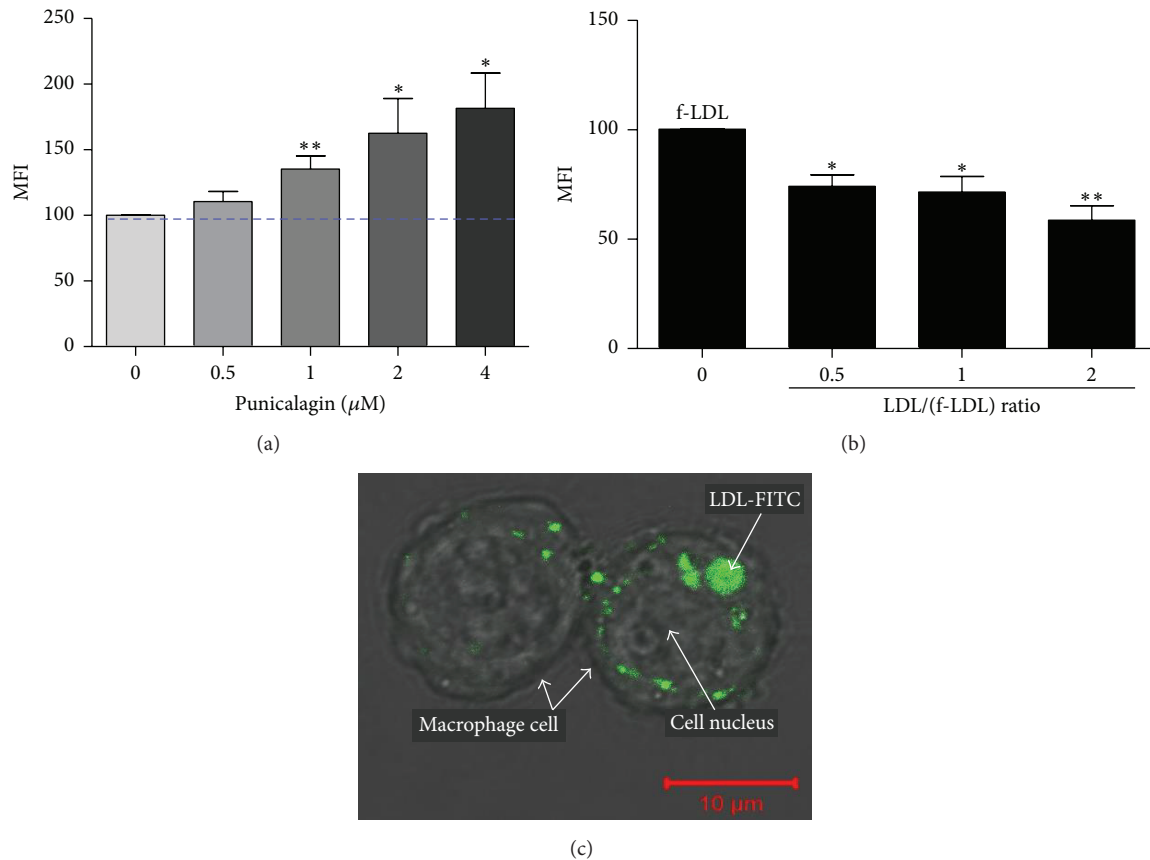 250
200
150
100
50
0
MFI
**
*
*
0 0.5 1 2 4
Punicalagin (μM)
(a)
150
100
50
0
MFI
f-LDL
*
*
**
0 0.5 1 2
LDL/(f-LDL) ratio
(b)
LDL-FITC
Macrophage cell
Cell nucleus
10 μm
(c)